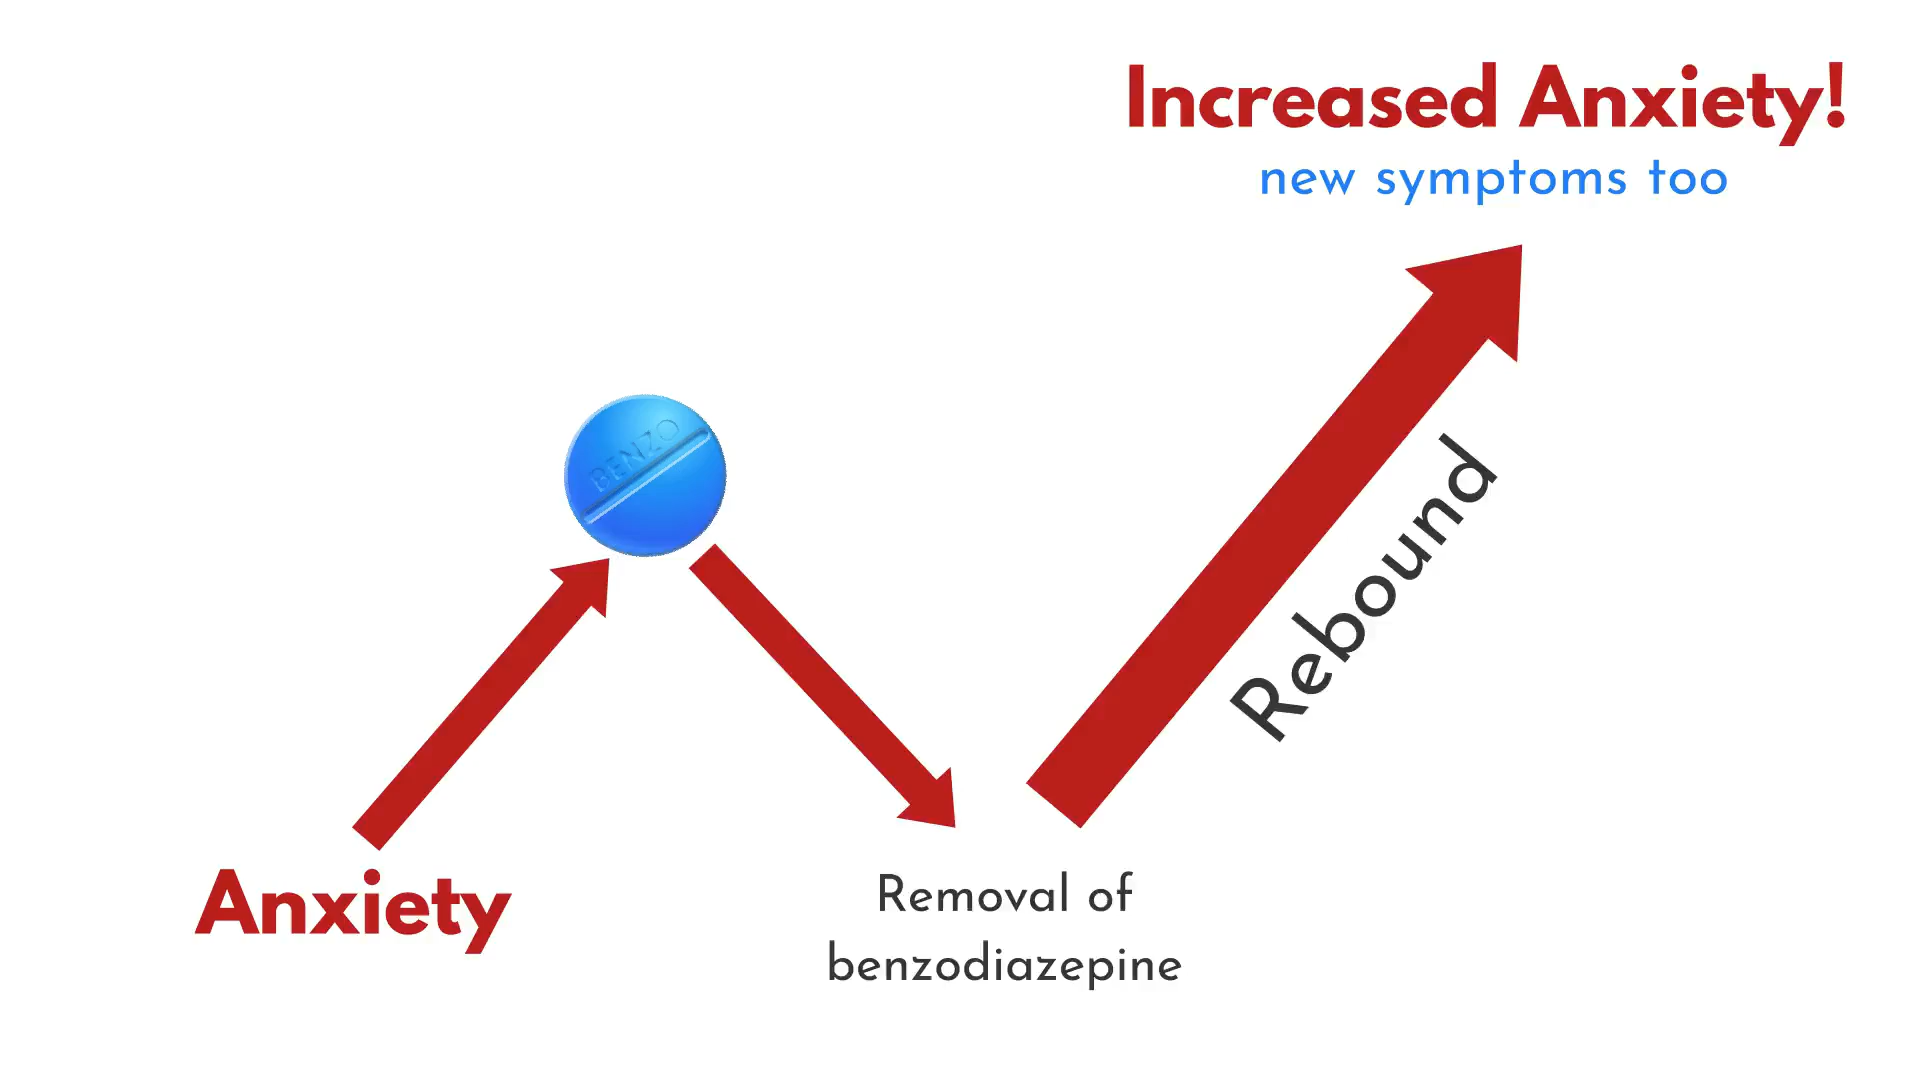 Increased Anxiety!
new symptoms too
BENZO
Rebound
Anxiety
Removal of
benzodiazepine